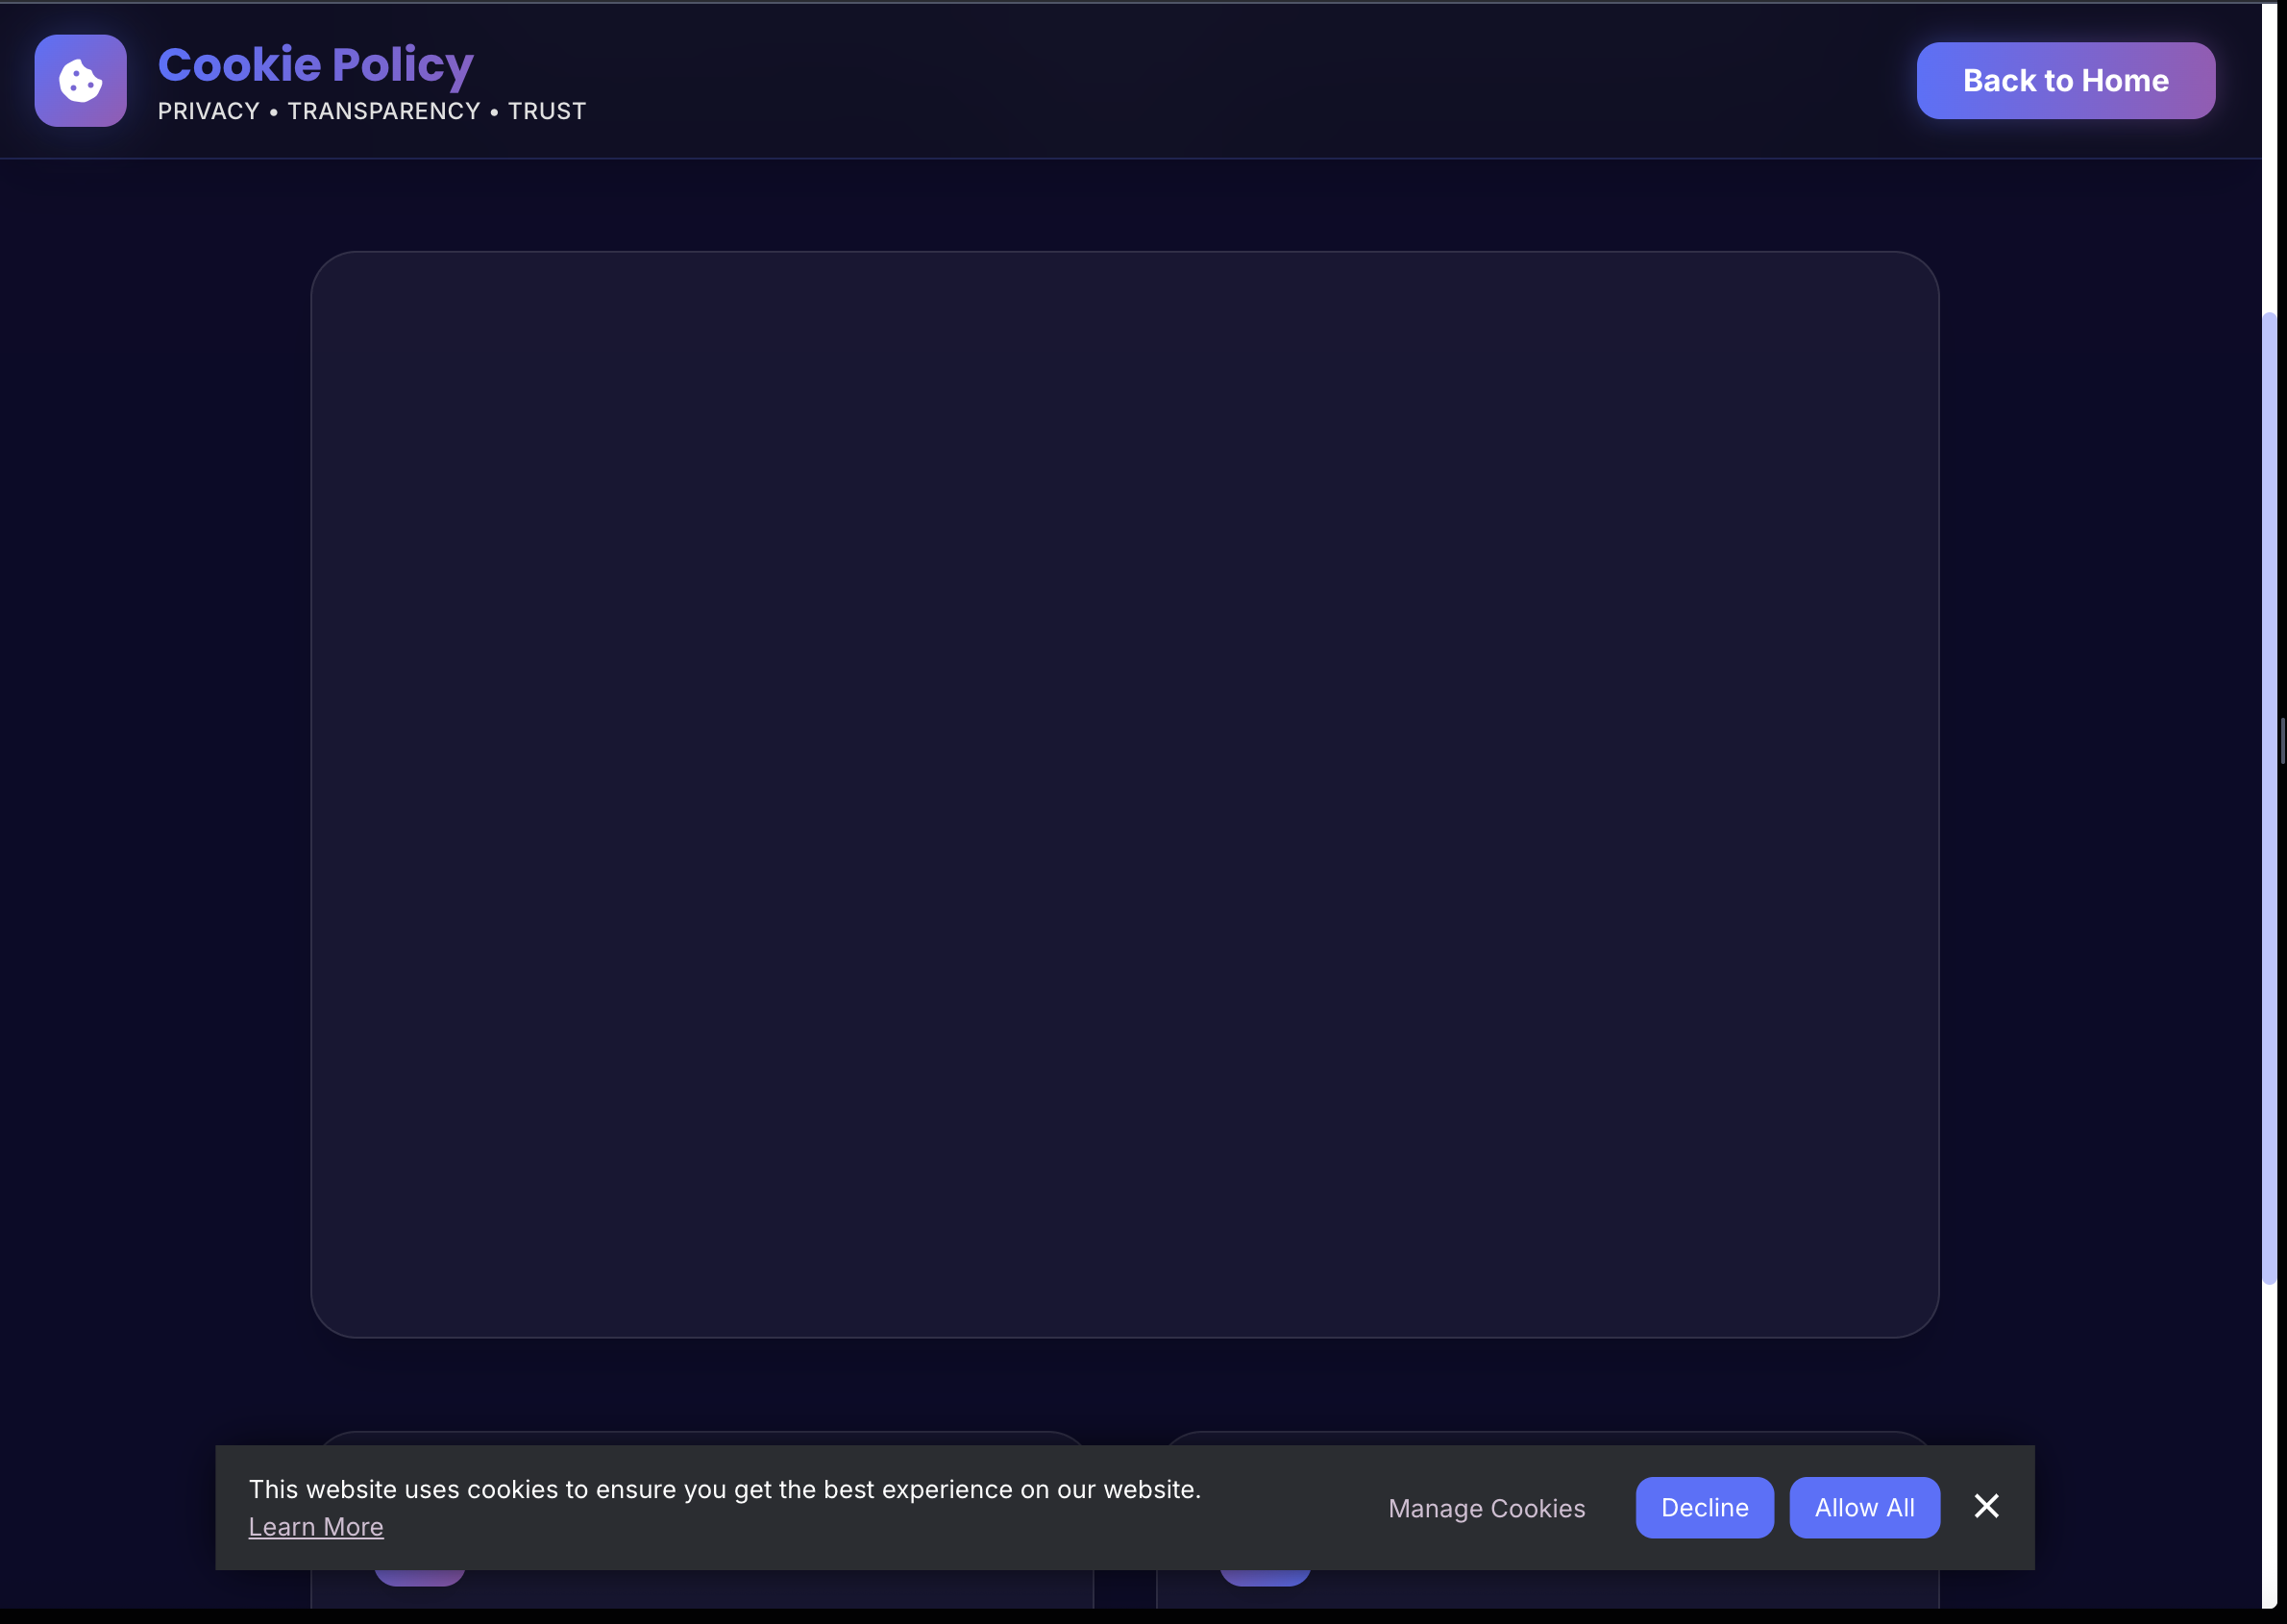 Cookie Policy
PRIVACY • TRANSPARENCY • TRUST
Back to Home
This website uses cookies to ensure you get the best experience on our website.
Learn More
Manage Cookies
Decline
Allow All